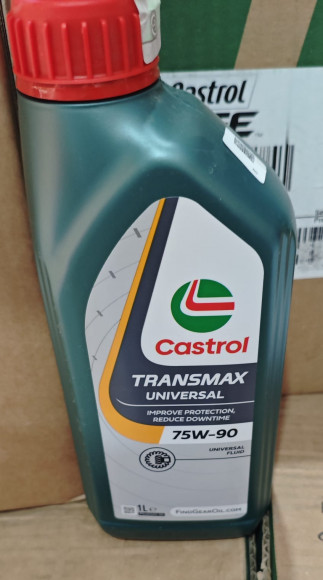 Castrol
Castrol
TRANSMAX
UNIVERSAL
IMPROVE PROTECTION,
REDUCE DOWNTIME
75W-90
UNIVERSAL
FLUID
1L
FindGearOil.com